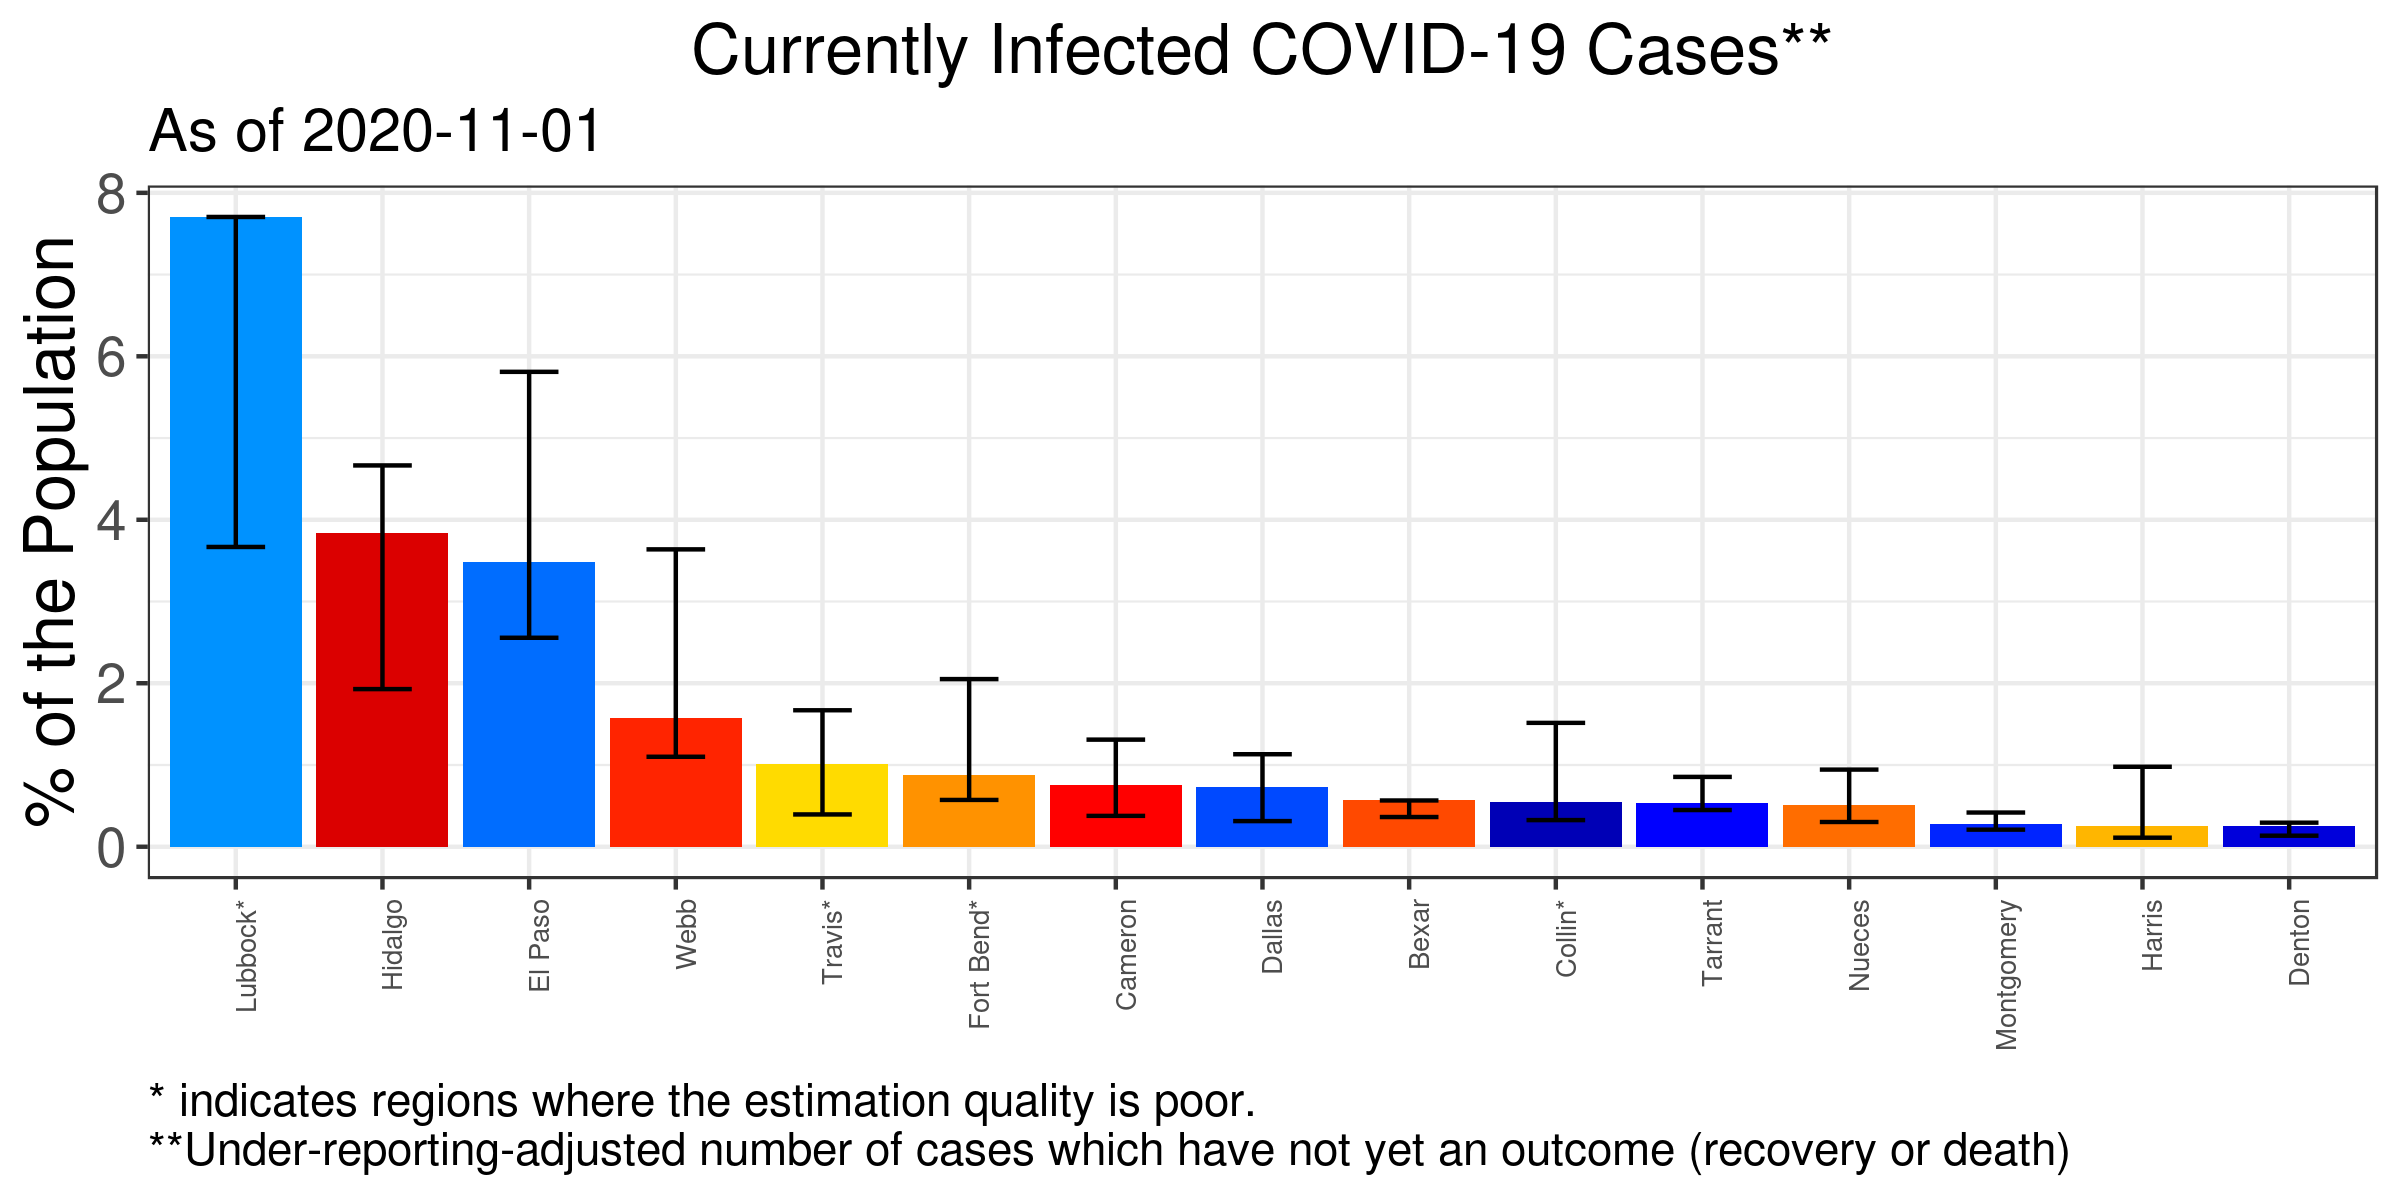 Currently Infected COVID-19 Cases**
As of 2020-11-01
% of the Population
8
6
4
2
0
Lubbock*
Hidalgo
El Paso
Webb
Travis*
Fort Bend*
Cameron
Dallas
Bexar
Collin*
Tarrant
Nueces
Montgomery
Harris
Denton
* indicates regions where the estimation quality is poor.
**Under-reporting-adjusted number of cases which have not yet an outcome (recovery or death)